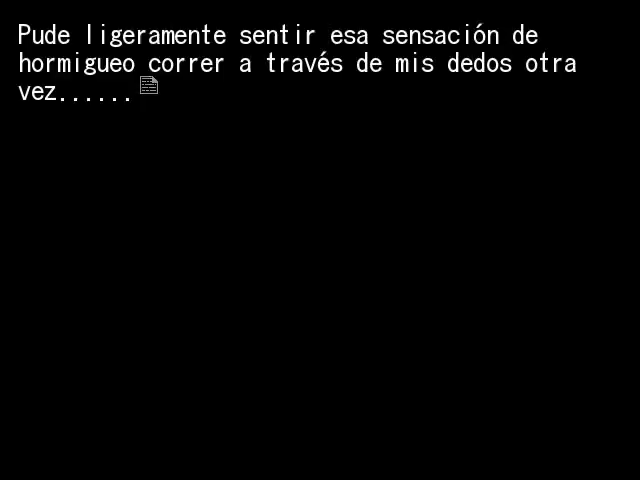 Pude ligeramente sentir esa sensación de
hormigueo correr a través de mis dedos otra
vez......